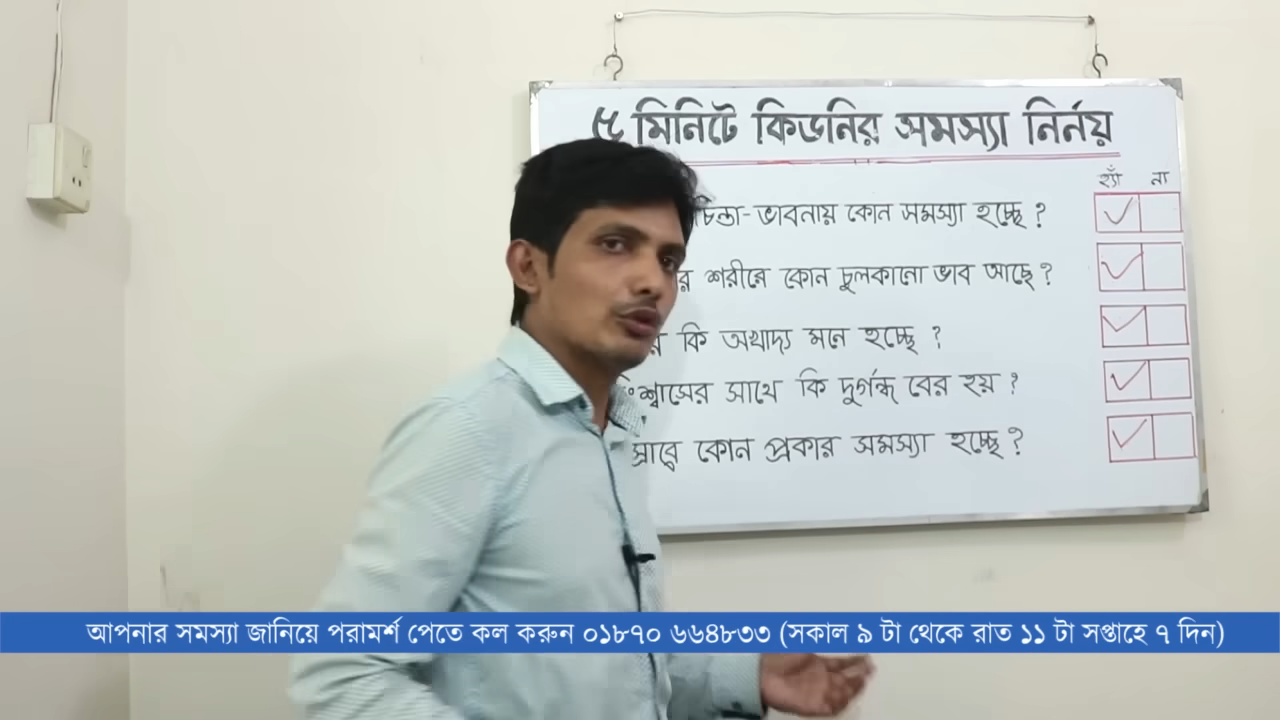 ৫ মিনিটে কিডনির সমস্যা নির্নয়
হ্যাঁ না
চিন্তা-ভাবনায় কোন সমস্যা হচ্ছে ?
শরীরে কোন চুলকানো ভাব আছে ?
কি অখাদ্য মনে হচ্ছে ?
সাথে কি দুর্গন্ধ বের হয় ?
কোন প্রকার সমস্যা হচ্ছে ?
আপনার সমস্যা জানিয়ে পরামর্শ পেতে কল করুন ০১৮৭০ ৬৬৪৮৩৩ (সকাল ৯ টা থেকে রাত ১১ টা সপ্তাহে ৭ দিন)